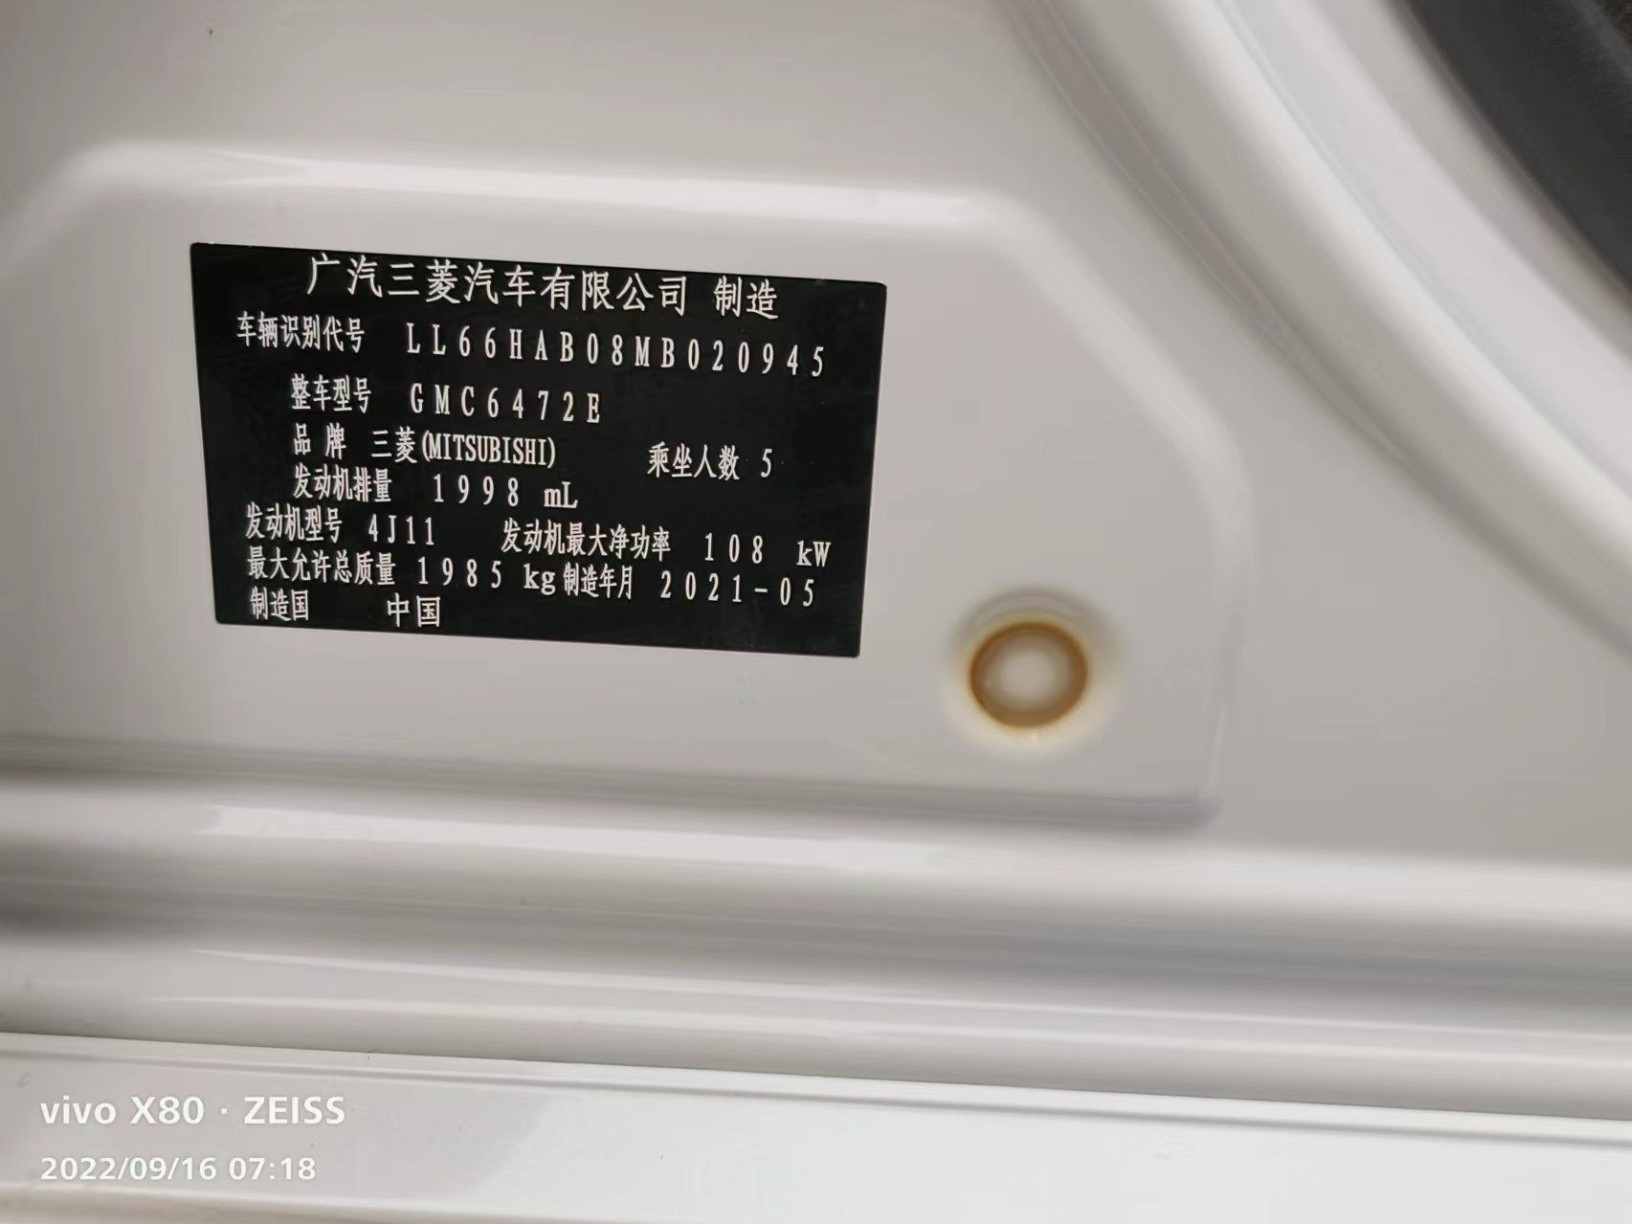 广汽三菱汽车有限公司 制造
车辆识别代号 LL66HAB08MB020945
整车型号 GMC6472E
品牌 三菱(MITSUBISHI) 乘坐人数 5
发动机排量 1998 mL
发动机型号 4J11 发动机最大净功率 108 kW
最大允许总质量 1985 kg 制造年月 2021-05
制造国 中国
vivo X80 · ZEISS
2022/09/16 07:18